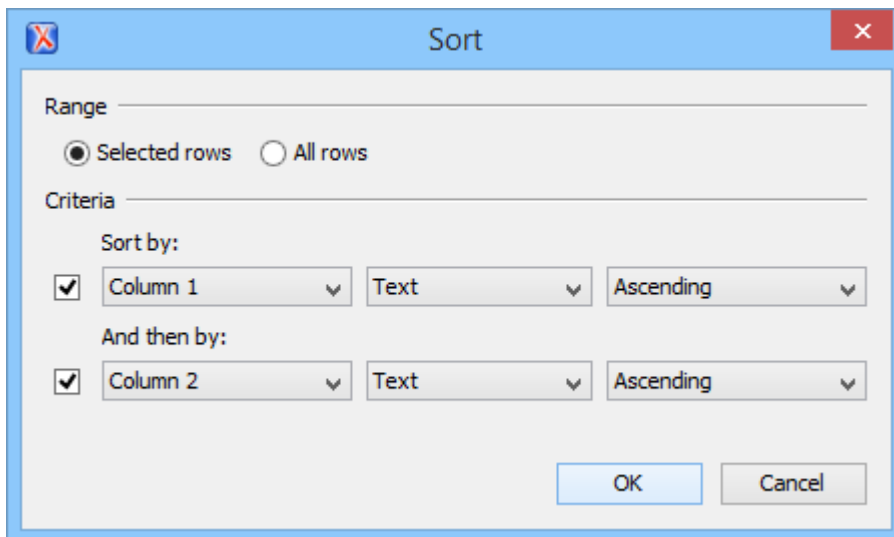 Sort
Range
Selected rows All rows
Criteria
Sort by:
Column 1 Text Ascending
And then by:
Column 2 Text Ascending
OK Cancel